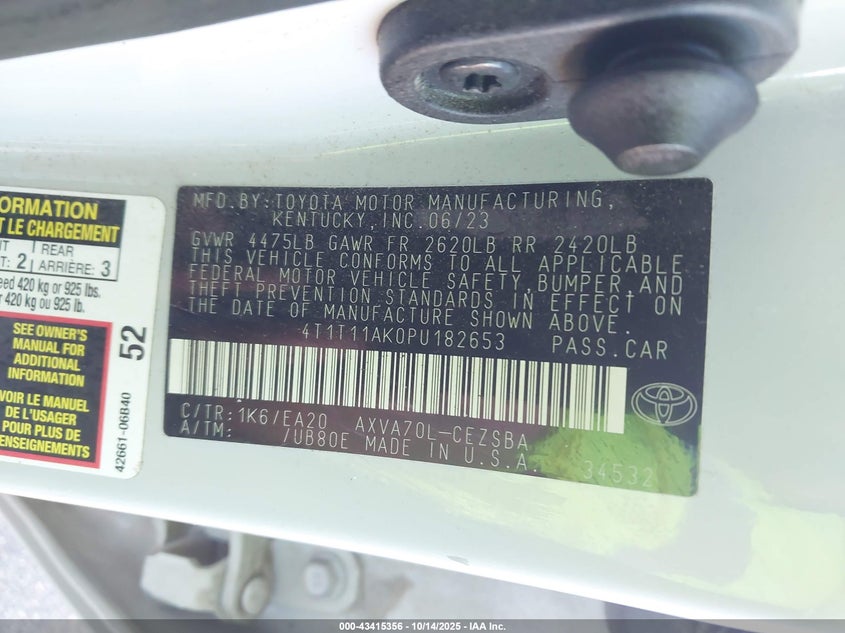 ORMATION
T LE CHARGEMENT
REAR
: 2 ARRIÈRE: 3
eed 420 kg or 925 lbs.
r 420 kg ou 925 lb.
SEE OWNER'S
MANUAL FOR
ADDITIONAL
INFORMATION
VOIR LE MANUEL
DE L'USAGER
POUR PLUS DE
ENSEIGNEMENTS
52
42661-06B40
MFD.BY:TOYOTA MOTOR MANUFACTURING,
KENTUCKY,INC.06/23
GVWR 4475LB GAWR FR 2620LB RR 2420LB
THIS VEHICLE CONFORMS TO ALL APPLICABLE
FEDERAL MOTOR VEHICLE SAFETY,BUMPER,AND
THEFT PREVENTION STANDARDS IN EFFECT ON
THE DATE OF MANUFACTURE SHOWN ABOVE.
4T1T11AK0PU182653 PASS.CAR
C/TR:1K6/EA20 AXVA70L-CEZSBA
A/TM: /UB80E MADE IN U.S.A. 34532
000-43415356 - 10/14/2025 - IAA Inc.